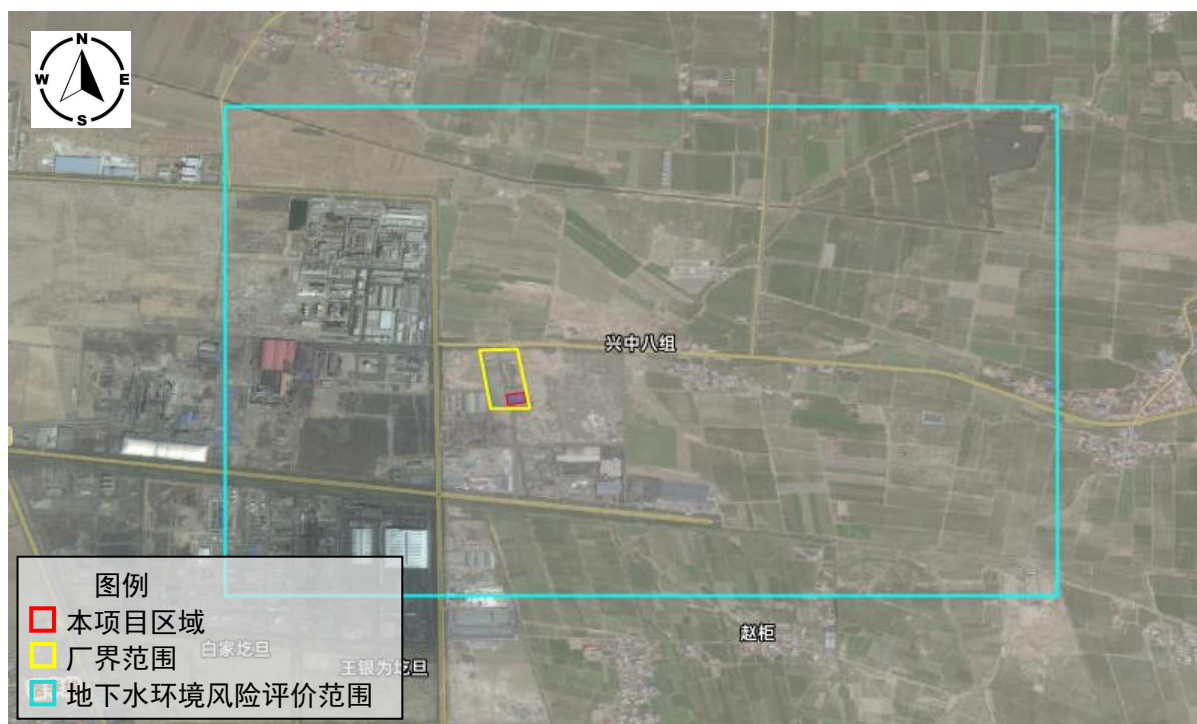 N
W E
S
兴中八组
赵柜
白家圪旦
王银为圪旦
图例
本项目区域
厂界范围
地下水环境风险评价范围